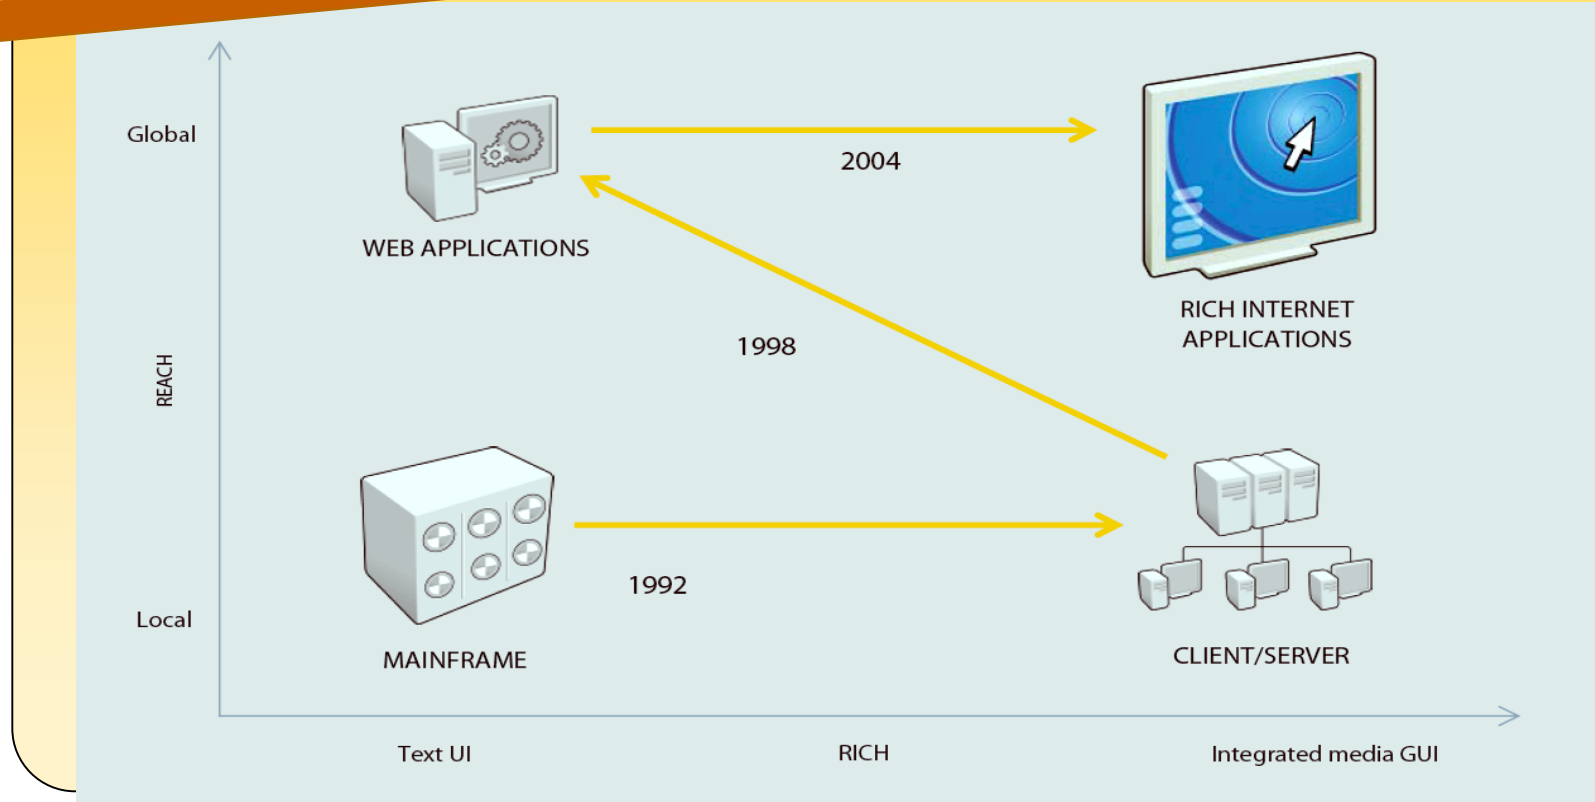 Global
2004
WEB APPLICATIONS
RICH INTERNET
APPLICATIONS
1998
REACH
1992
Local
MAINFRAME
CLIENT/SERVER
Text UI
RICH
Integrated media GUI